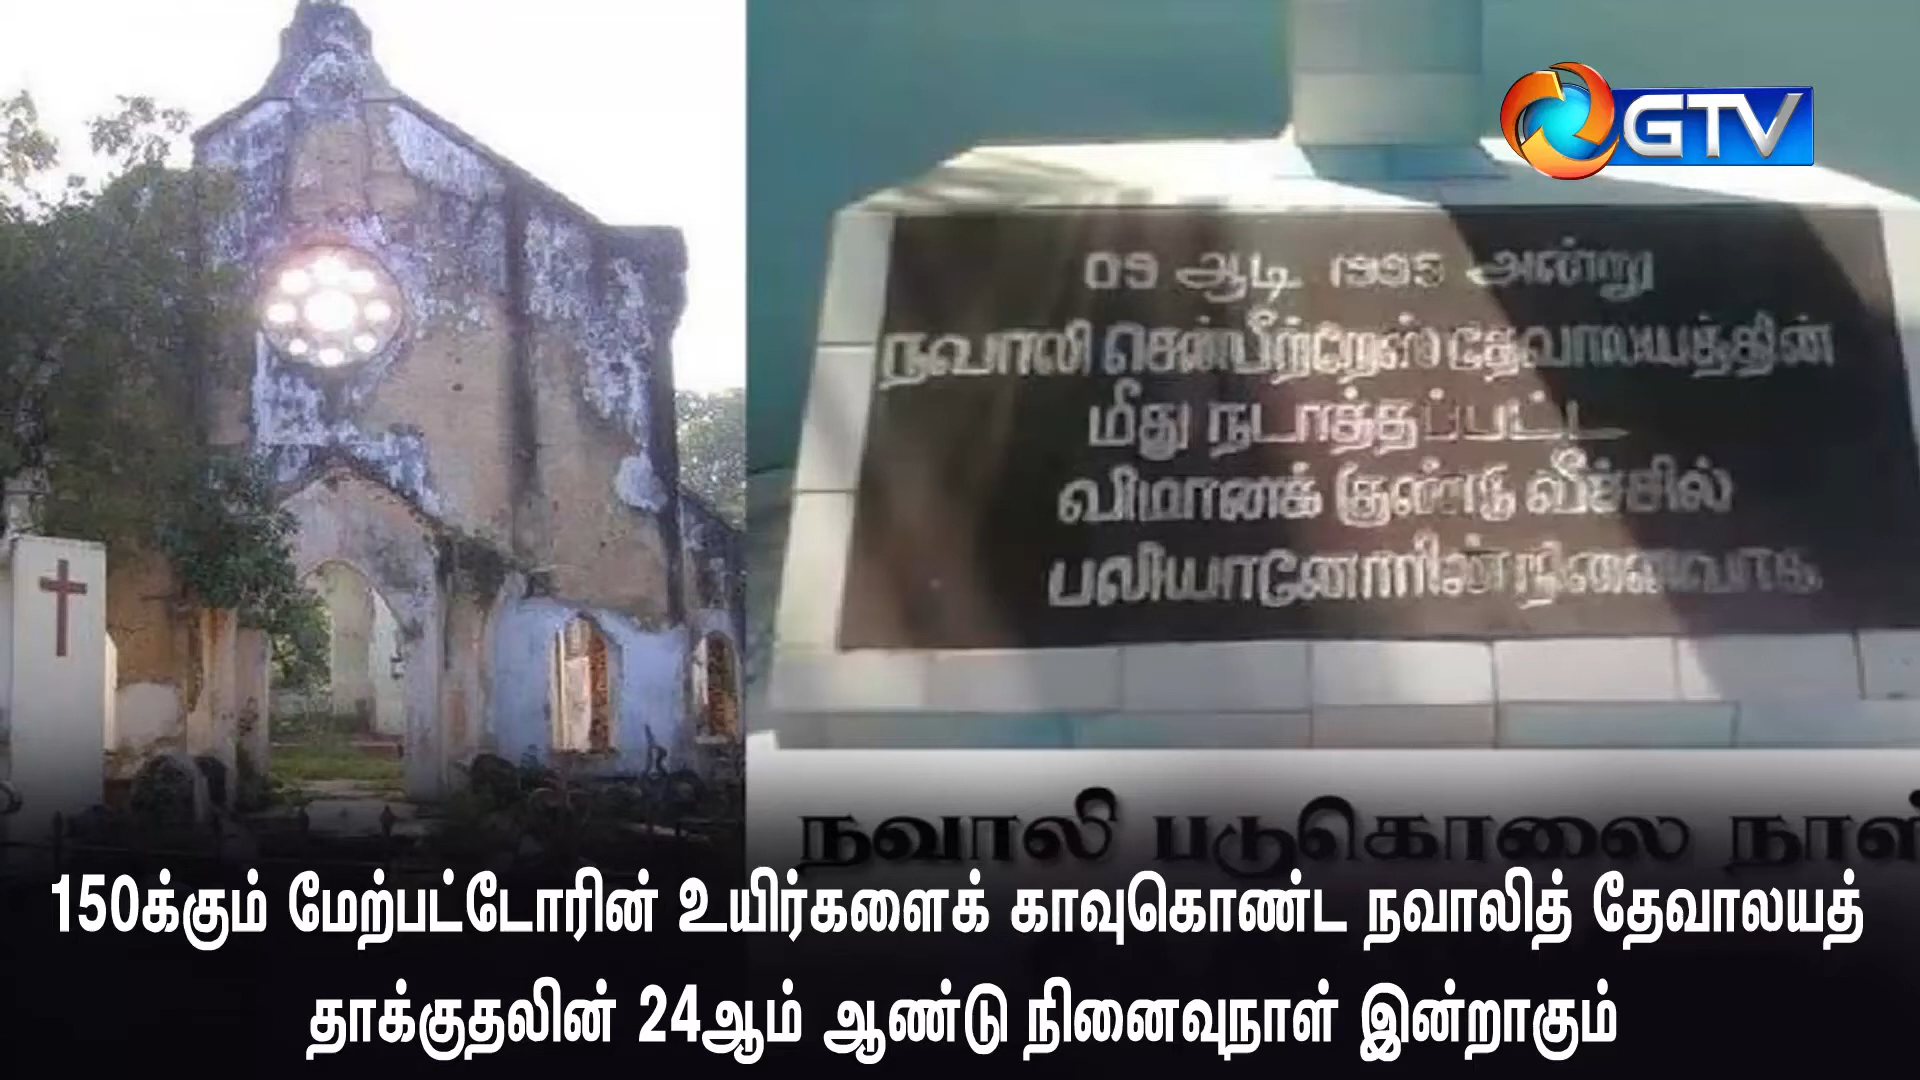 GTV
09 ஆடி 1995 அன்று
நவாலி சென்பீற்றேஸ் தேவாலயத்தின்
மீது நடாத்தப்பட்ட
விமானக் குண்டு வீச்சில்
பலியானோரின் நினைவாக
நவாலி படுகொலை நாள்
150க்கும் மேற்பட்டோரின் உயிர்களைக் காவுகொண்ட நவாலித் தேவாலயத்
தாக்குதலின் 24ஆம் ஆண்டு நினைவுநாள் இன்றாகும்